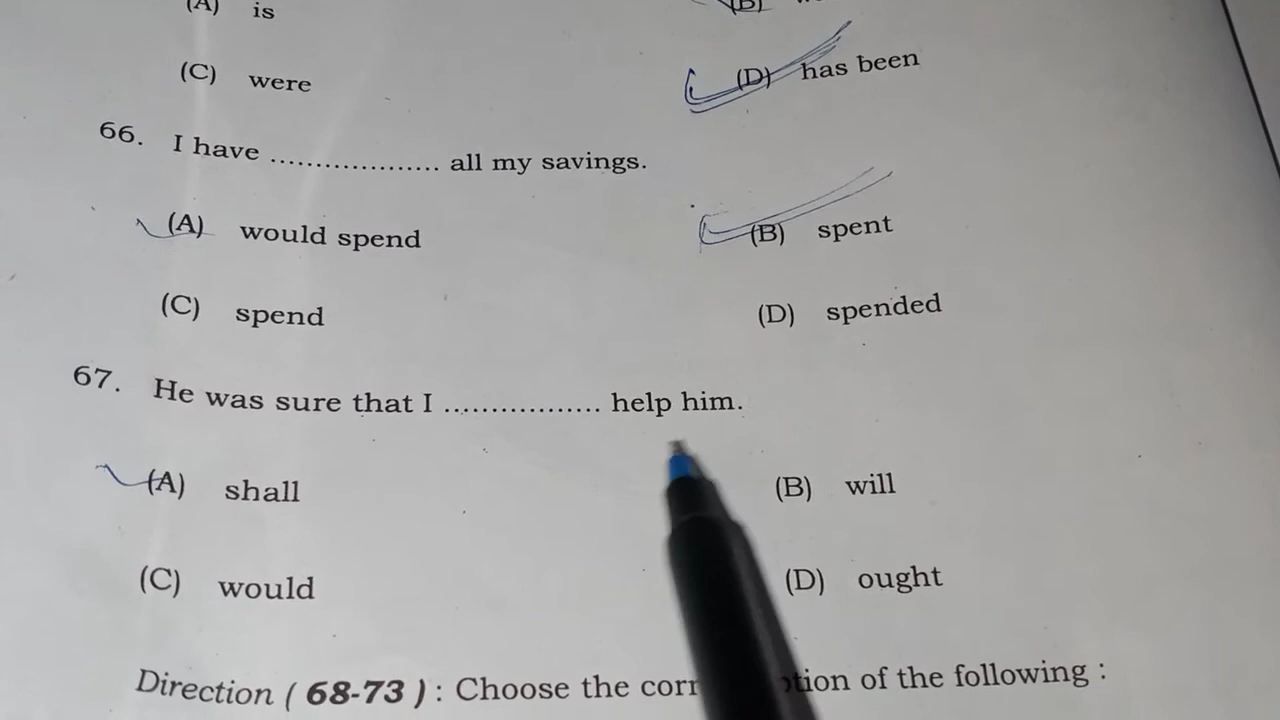 (A) is (B)
(C) were (D) has been
66. I have ................... all my savings.
(A) would spend (B) spent
(C) spend (D) spended
67. He was sure that I .................. help him.
(A) shall (B) will
(C) would (D) ought
Direction ( 68-73 ) : Choose the corr tion of the following :